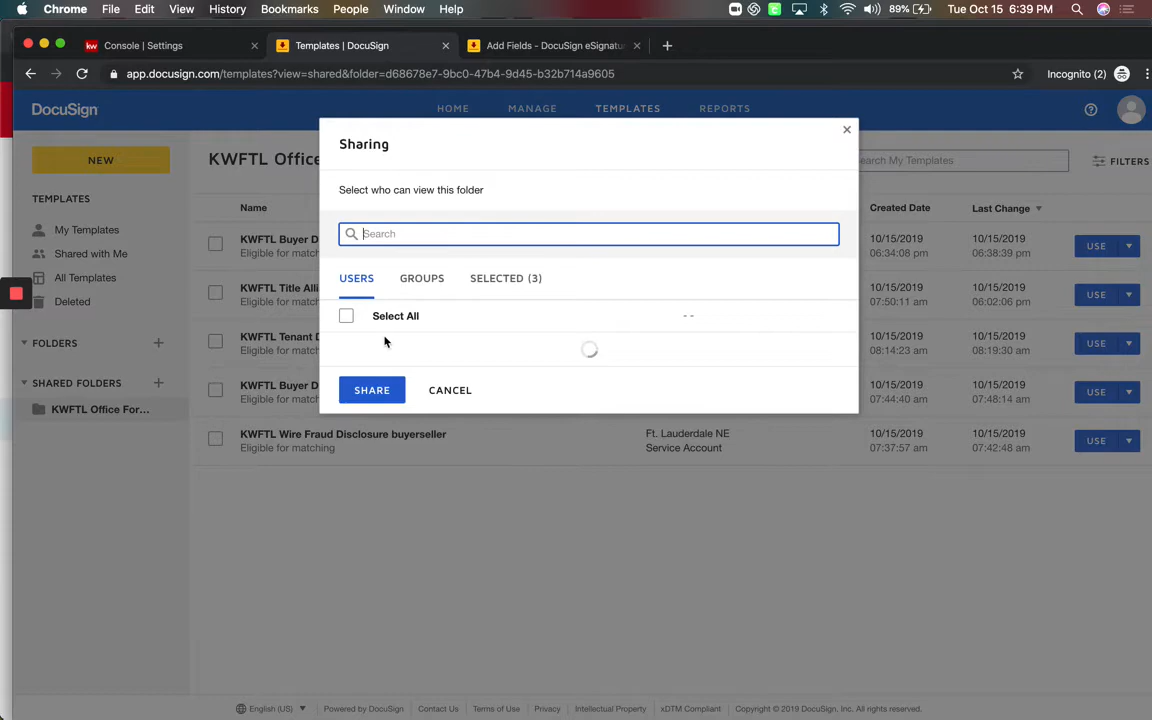 Chrome File Edit View History Bookmarks People Window Help 89% Tue Oct 15 6:39 PM
kw Console | Settings Templates | DocuSign Add Fields - DocuSign eSignatu
app.docusign.com/templates?view=shared&folder=d68678e7-9bc0-47b4-9d45-b32b714a9605 Incognito (2)
DocuSign HOME MANAGE TEMPLATES REPORTS
Sharing
NEW KWFTL Office earch My Templates FILTERS
Select who can view this folder
TEMPLATES
Name Created Date Last Change
My Templates
Search
Shared with Me
KWFTL Buyer D 10/15/2019 10/15/2019 USE
Eligible for matching 06:34:08 pm 06:38:39 pm
All Templates
USERS GROUPS SELECTED (3)
Deleted
KWFTL Title Alli 10/15/2019 10/15/2019 USE
Eligible for matching 07:50:11 am 06:02:06 pm
Select All --
FOLDERS
KWFTL Tenant D 10/15/2019 10/15/2019 USE
Eligible for matching 08:14:23 am 08:19:30 am
SHARED FOLDERS
KWFTL Buyer D 10/15/2019 10/15/2019 USE
Eligible for matching 07:44:40 am 07:48:14 am
SHARE CANCEL
KWFTL Office For...
KWFTL Wire Fraud Disclosure buyerseller Ft. Lauderdale NE 10/15/2019 10/15/2019 USE
Eligible for matching Service Account 07:37:57 am 07:42:48 am
English (US) Powered by DocuSign Contact Us Terms of Use Privacy Intellectual Property xDTM Compliant Copyright © 2019 DocuSign, Inc. All rights reserved.